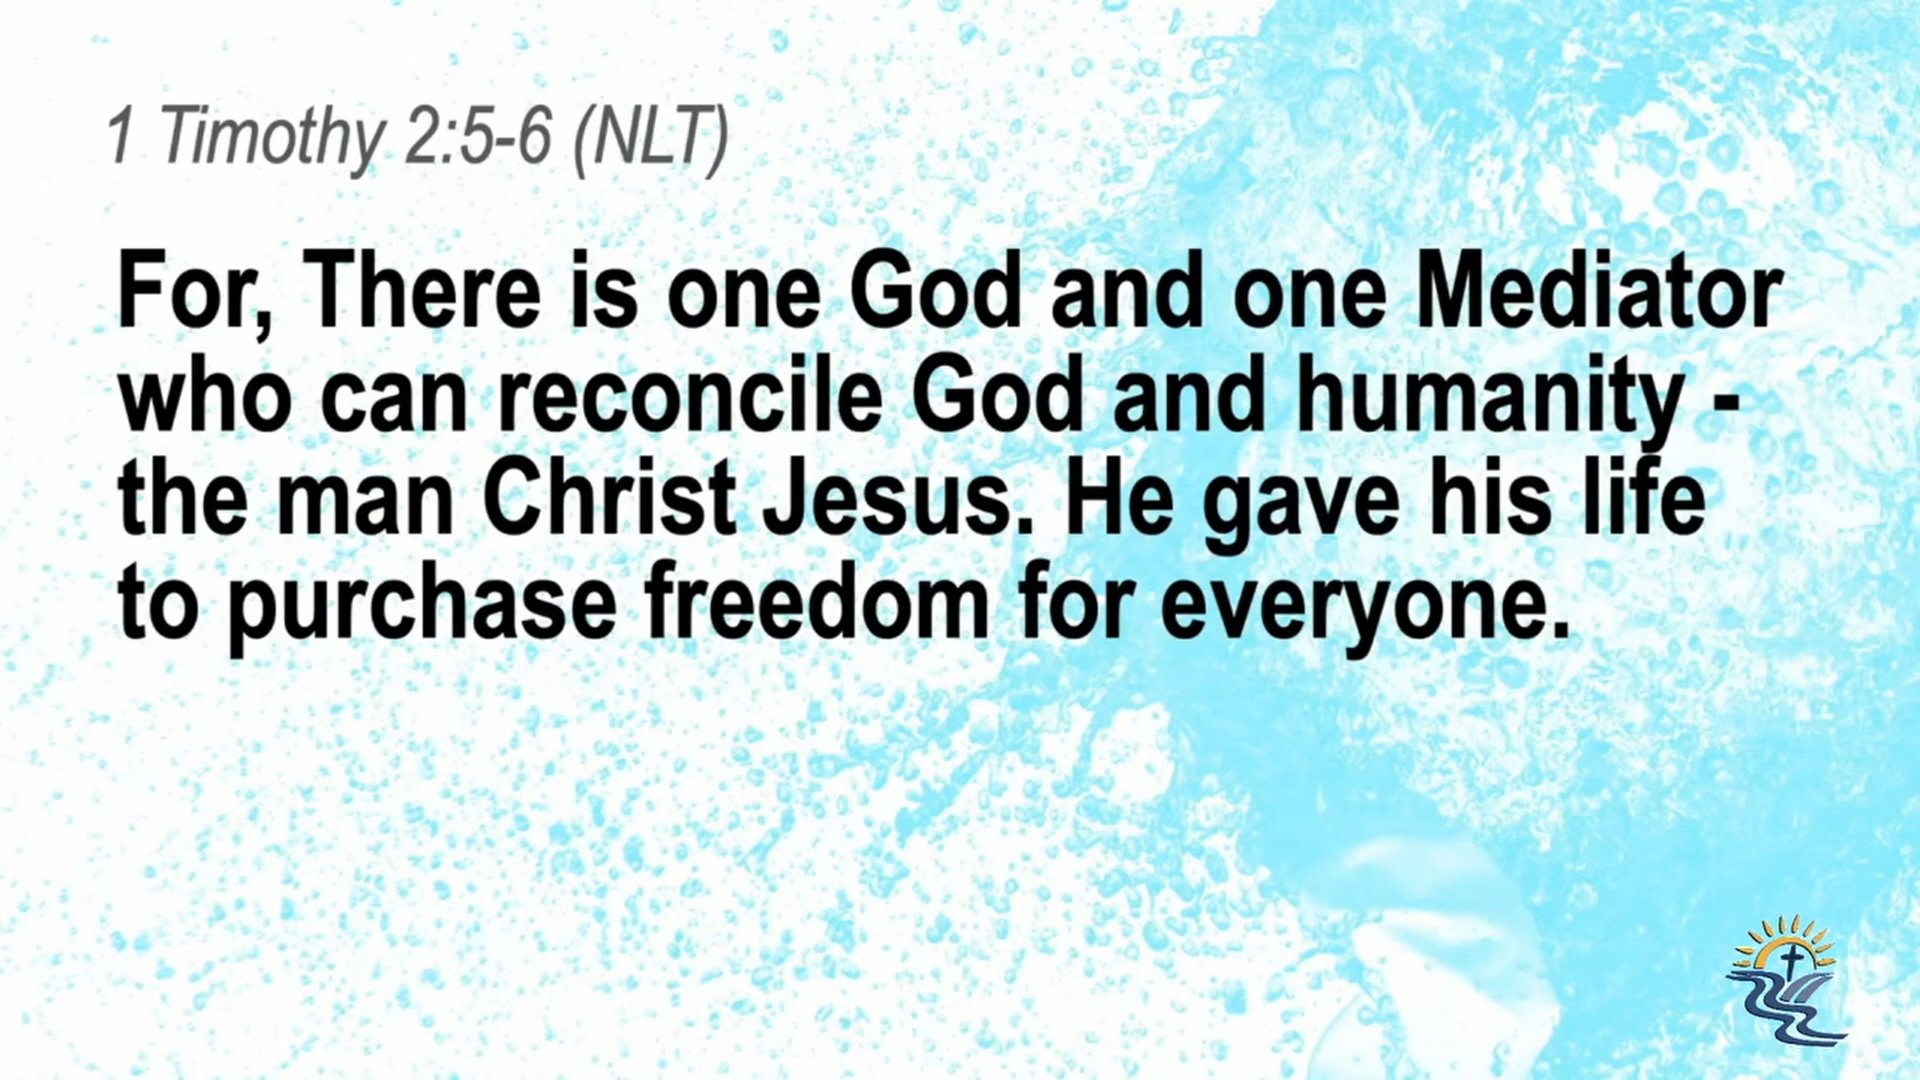 1 Timothy 2:5-6 (NLT)
For, There is one God and one Mediator
who can reconcile God and humanity -
the man Christ Jesus. He gave his life
to purchase freedom for everyone.